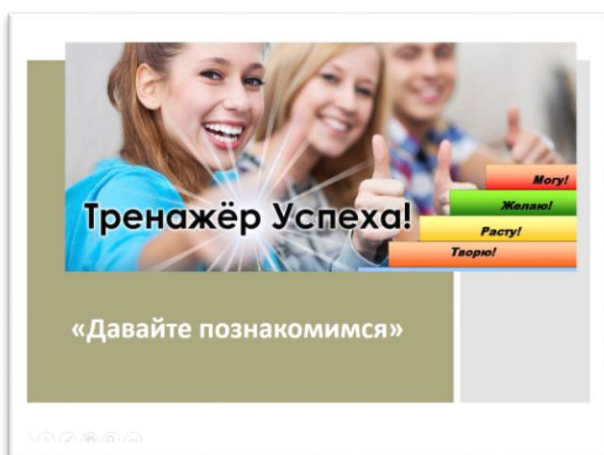 Могу!
Желаю!
Расту!
Творю!
Тренажёр Успеха!
«Давайте познакомимся»